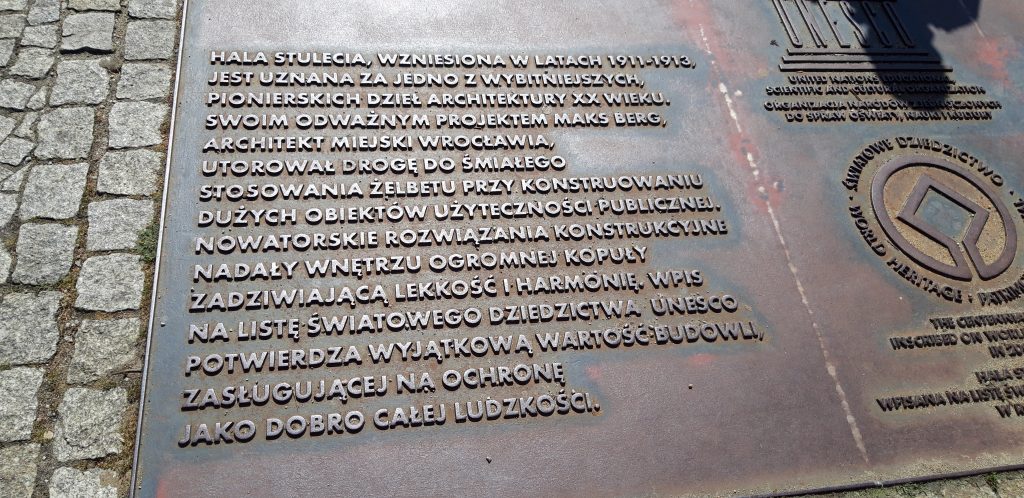 HALA STULECIA, WZNIESIONA W LATACH 1911-1913,
JEST UZNANA ZA JEDNO Z WYBITNIEJSZYCH,
PIONIERSKICH DZIEŁ ARCHITEKTURY XX WIEKU.
SWOIM ODWAŻNYM PROJEKTEM MAKS BERG,
ARCHITEKT MIEJSKI WROCŁAWIA,
UTOROWAŁ DROGĘ DO ŚMIAŁEGO
STOSOWANIA ŻELBETU PRZY KONSTRUOWANIU
DUŻYCH OBIEKTÓW UŻYTECZNOŚCI PUBLICZNEJ.
NOWATORSKIE ROZWIĄZANIA KONSTRUKCYJNE
NADAŁY WNĘTRZU OGROMNEJ KOPUŁY
ZADZIWIAJĄCĄ LEKKOŚĆ I HARMONIĘ. WPIS
NA LISTĘ ŚWIATOWEGO DZIEDZICTWA UNESCO
POTWIERDZA WYJĄTKOWĄ WARTOŚĆ BUDOWLI,
ZASŁUGUJĄCEJ NA OCHRONĘ
JAKO DOBRO CAŁEJ LUDZKOŚCI.
UNESCO
UNITED NATIONS EDUCATIONAL,
SCIENTIFIC AND CULTURAL ORGANIZATION
ORGANIZACJA NARODÓW ZJEDNOCZONYCH
DO SPRAW OŚWIATY, NAUKI I KULTURY
ŚWIATOWE DZIEDZICTWO
WORLD HERITAGE • 
THE
INSCRIBED ON
IN
HALA
WPISANA NA LISTĘ